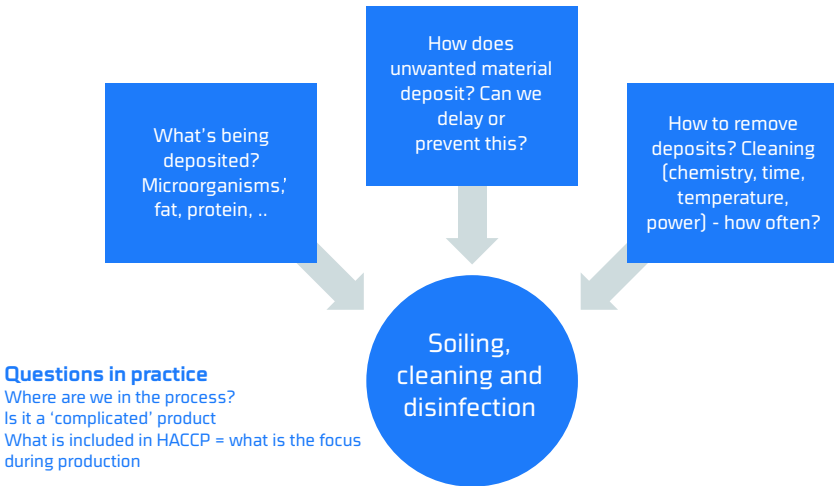 How does
unwanted material
deposit? Can we
delay or
prevent this?
What's being
deposited?
Microorganisms,'
fat, protein, ..
How to remove
deposits? Cleaning
(chemistry, time,
temperature,
power) - how often?
Soiling,
cleaning and
disinfection
Questions in practice
Where are we in the process?
Is it a ‘complicated’ product
What is included in HACCP = what is the focus
during production